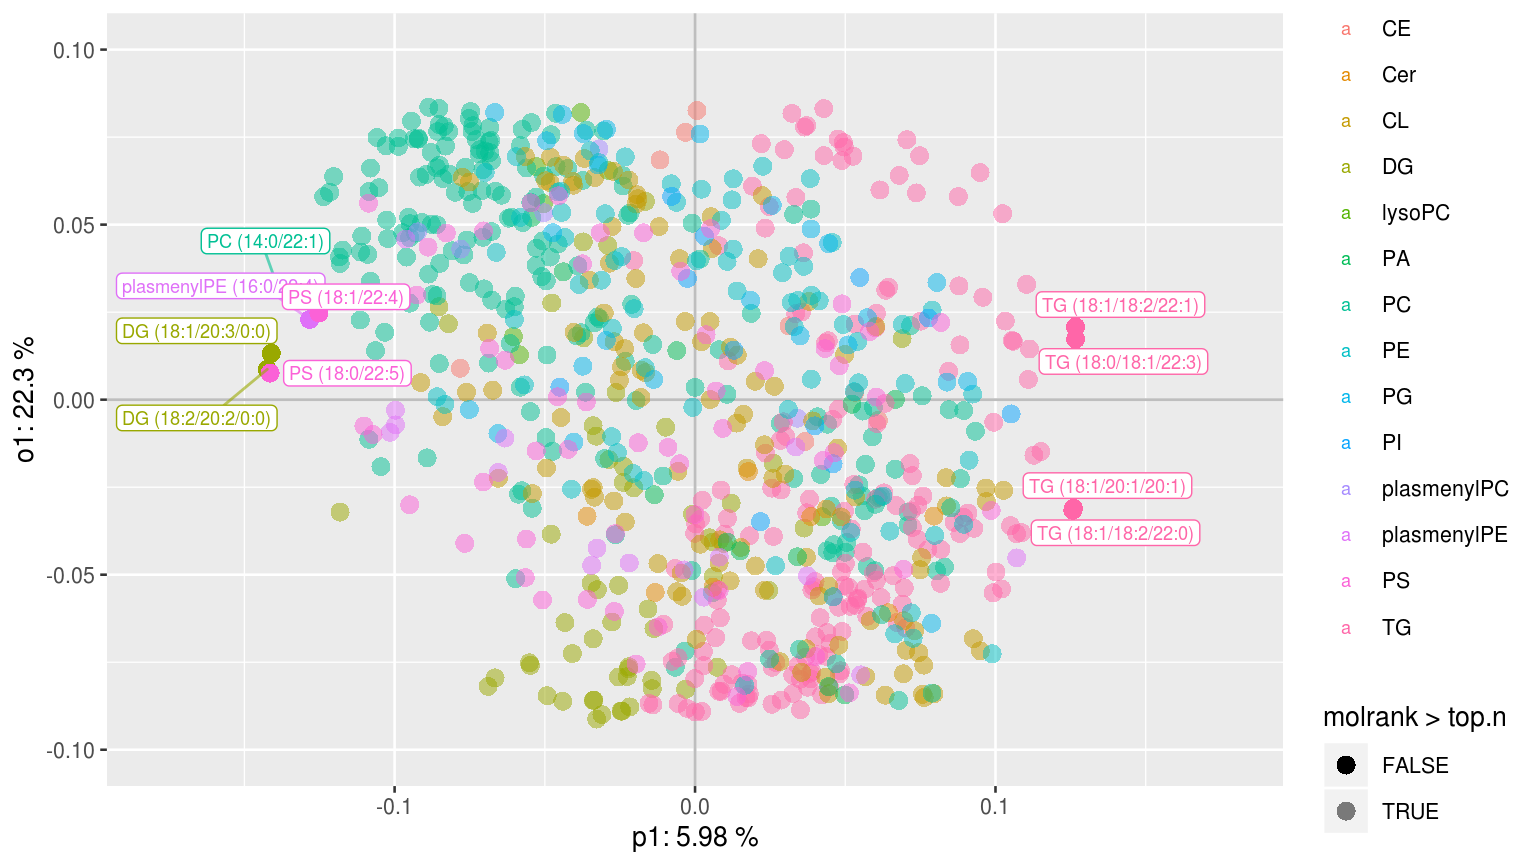 0.10
0.05
0.00
-0.05
-0.10
o1: 22.3 %
PC (14:0/22:1)
plasmenylPE (16:0/22:4)
PS (18:1/22:4)
DG (18:1/20:3/0:0)
PS (18:0/22:5)
DG (18:2/20:2/0:0)
TG (18:1/18:2/22:1)
TG (18:0/18:1/22:3)
TG (18:1/20:1/20:1)
TG (18:1/18:2/22:0)
-0.1
0.0
0.1
p1: 5.98 %
a CE
a Cer
a CL
a DG
a lysoPC
a PA
a PC
a PE
a PG
a PI
a plasmenylPC
a plasmenylPE
a PS
a TG
molrank > top.n
FALSE
TRUE